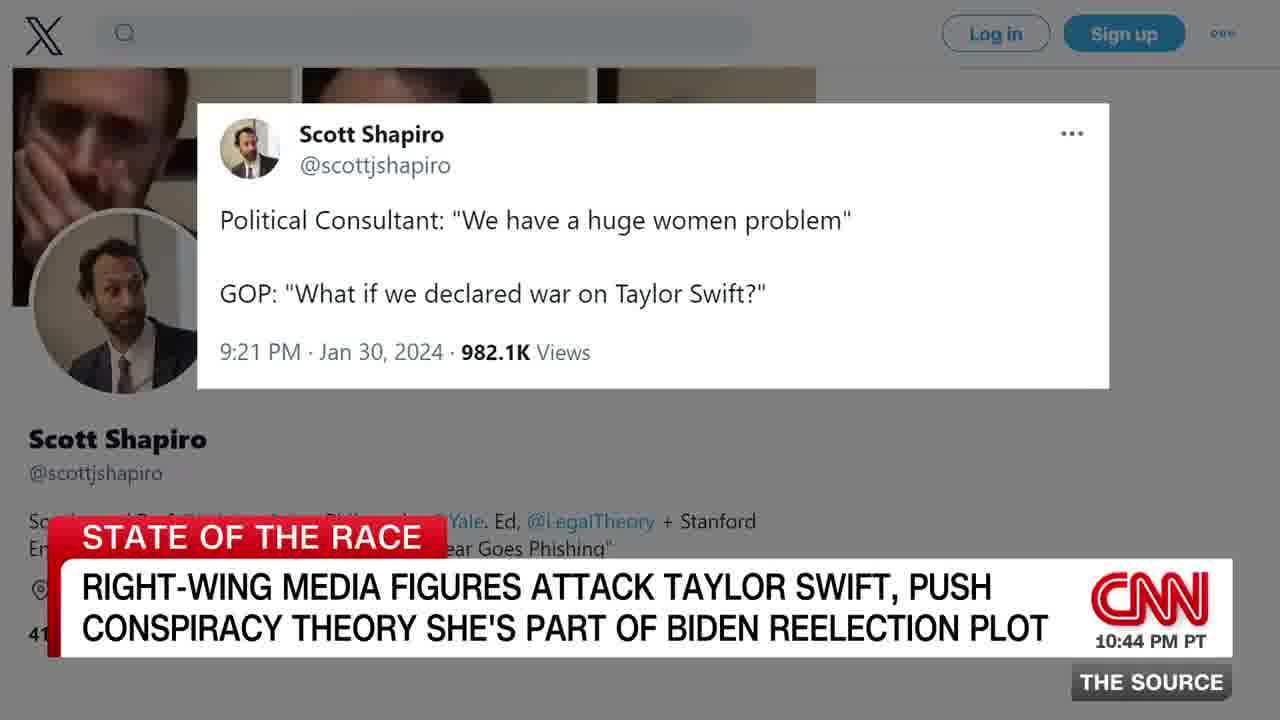 Log in
Sign up
Scott Shapiro
@scottjshapiro
Political Consultant: "We have a huge women problem"
GOP: "What if we declared war on Taylor Swift?"
9:21 PM · Jan 30, 2024 · 982.1K Views
Scott Shapiro
@scottjshapiro
Yale. Ed, @LegalTheory + Stanford
Goes Phishing"
41
STATE OF THE RACE
RIGHT-WING MEDIA FIGURES ATTACK TAYLOR SWIFT, PUSH
CONSPIRACY THEORY SHE'S PART OF BIDEN REELECTION PLOT
CNN
10:44 PM PT
THE SOURCE